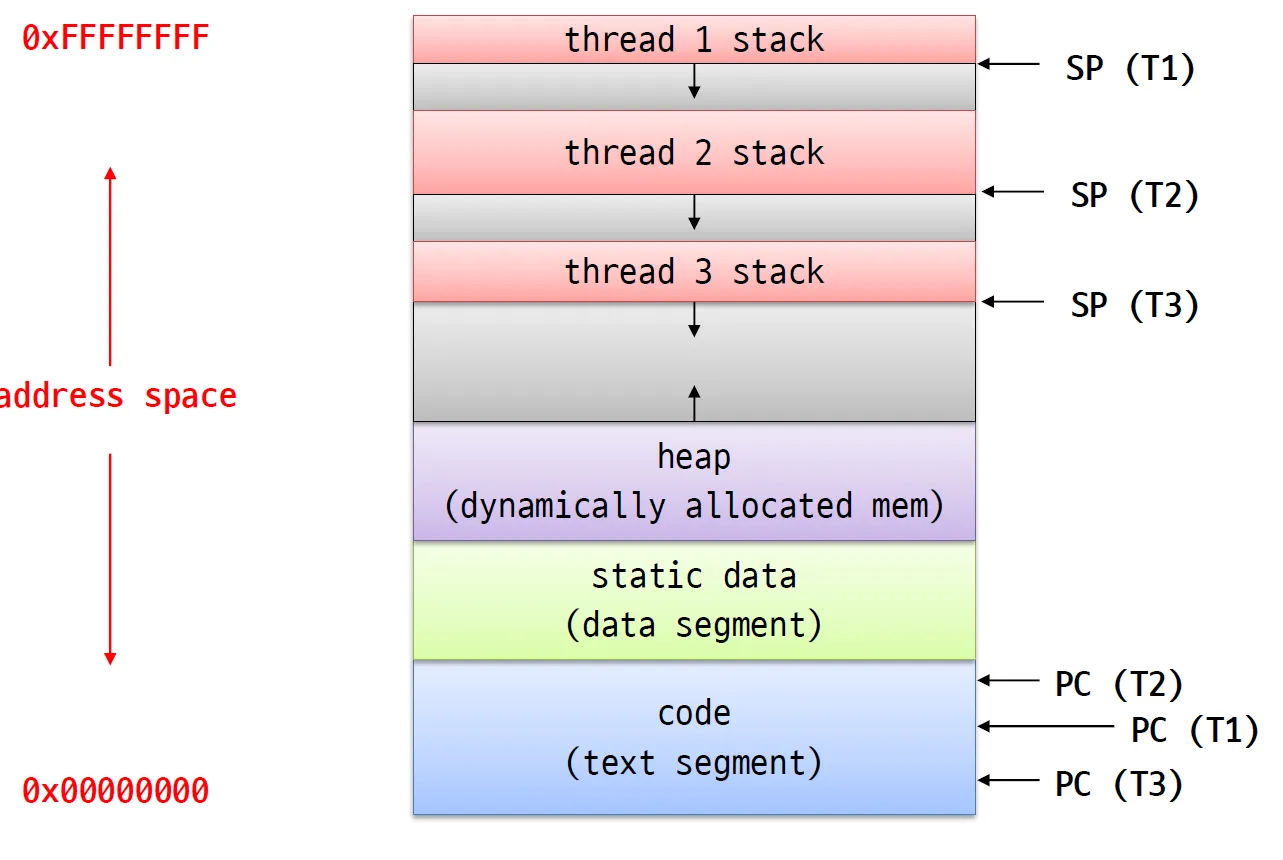 0xFFFFFFFF
thread 1 stack
SP (T1)
thread 2 stack
SP (T2)
thread 3 stack
SP (T3)
address space
heap
(dynamically allocated mem)
static data
(data segment)
PC (T2)
code
PC (T1)
(text segment)
PC (T3)
0x00000000